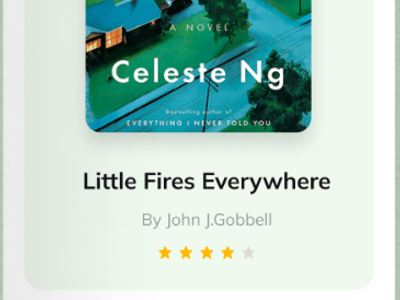 A NOVEL
Celeste Ng
Bestselling author of
EVERYTHING I NEVER TOLD YOU
Little Fires Everywhere
By John J.Gobbell